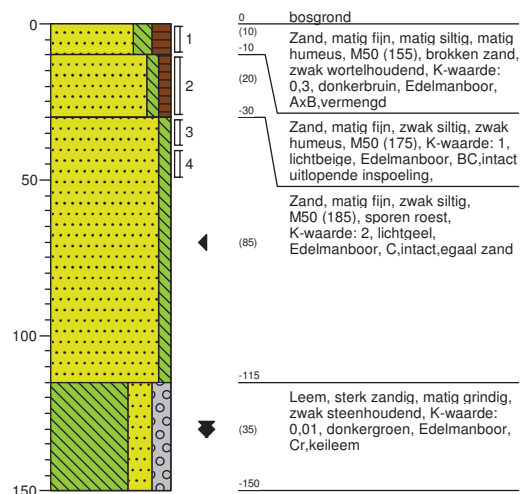 0
50
100
150
1
2
3
4
0 bosgrond
(10) Zand, matig fijn, matig siltig, matig
-10 humeus, M50 (155), brokken zand,
zwak wortelhoudend, K-waarde:
(20) 0,3, donkerbruin, Edelmanboor,
AxB,vermengd
-30
Zand, matig fijn, zwak siltig, zwak
humeus, M50 (175), K-waarde: 1,
lichtbeige, Edelmanboor, BC,intact
uitlopende inspoeling,
Zand, matig fijn, zwak siltig,
M50 (185), sporen roest,
K-waarde: 2, lichtgeel,
(85) Edelmanboor, C,intact,egaal zand
-115
Leem, sterk zandig, matig grindig,
zwak steenhoudend, K-waarde:
(35) 0,01, donkergroen, Edelmanboor,
Cr,keileem
-150